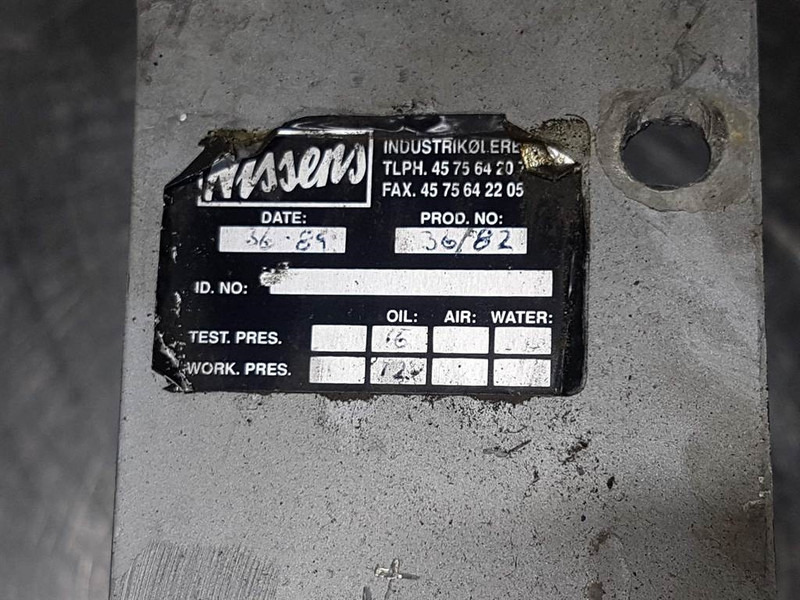 Nissens
INDUSTRIKØLERE
TLPH. 45 75 64 20
FAX. 45 75 64 22 05
DATE: PROD. NO:
36-89 36/82
ID. NO:
OIL: AIR: WATER:
TEST. PRES. 16
WORK. PRES. 12